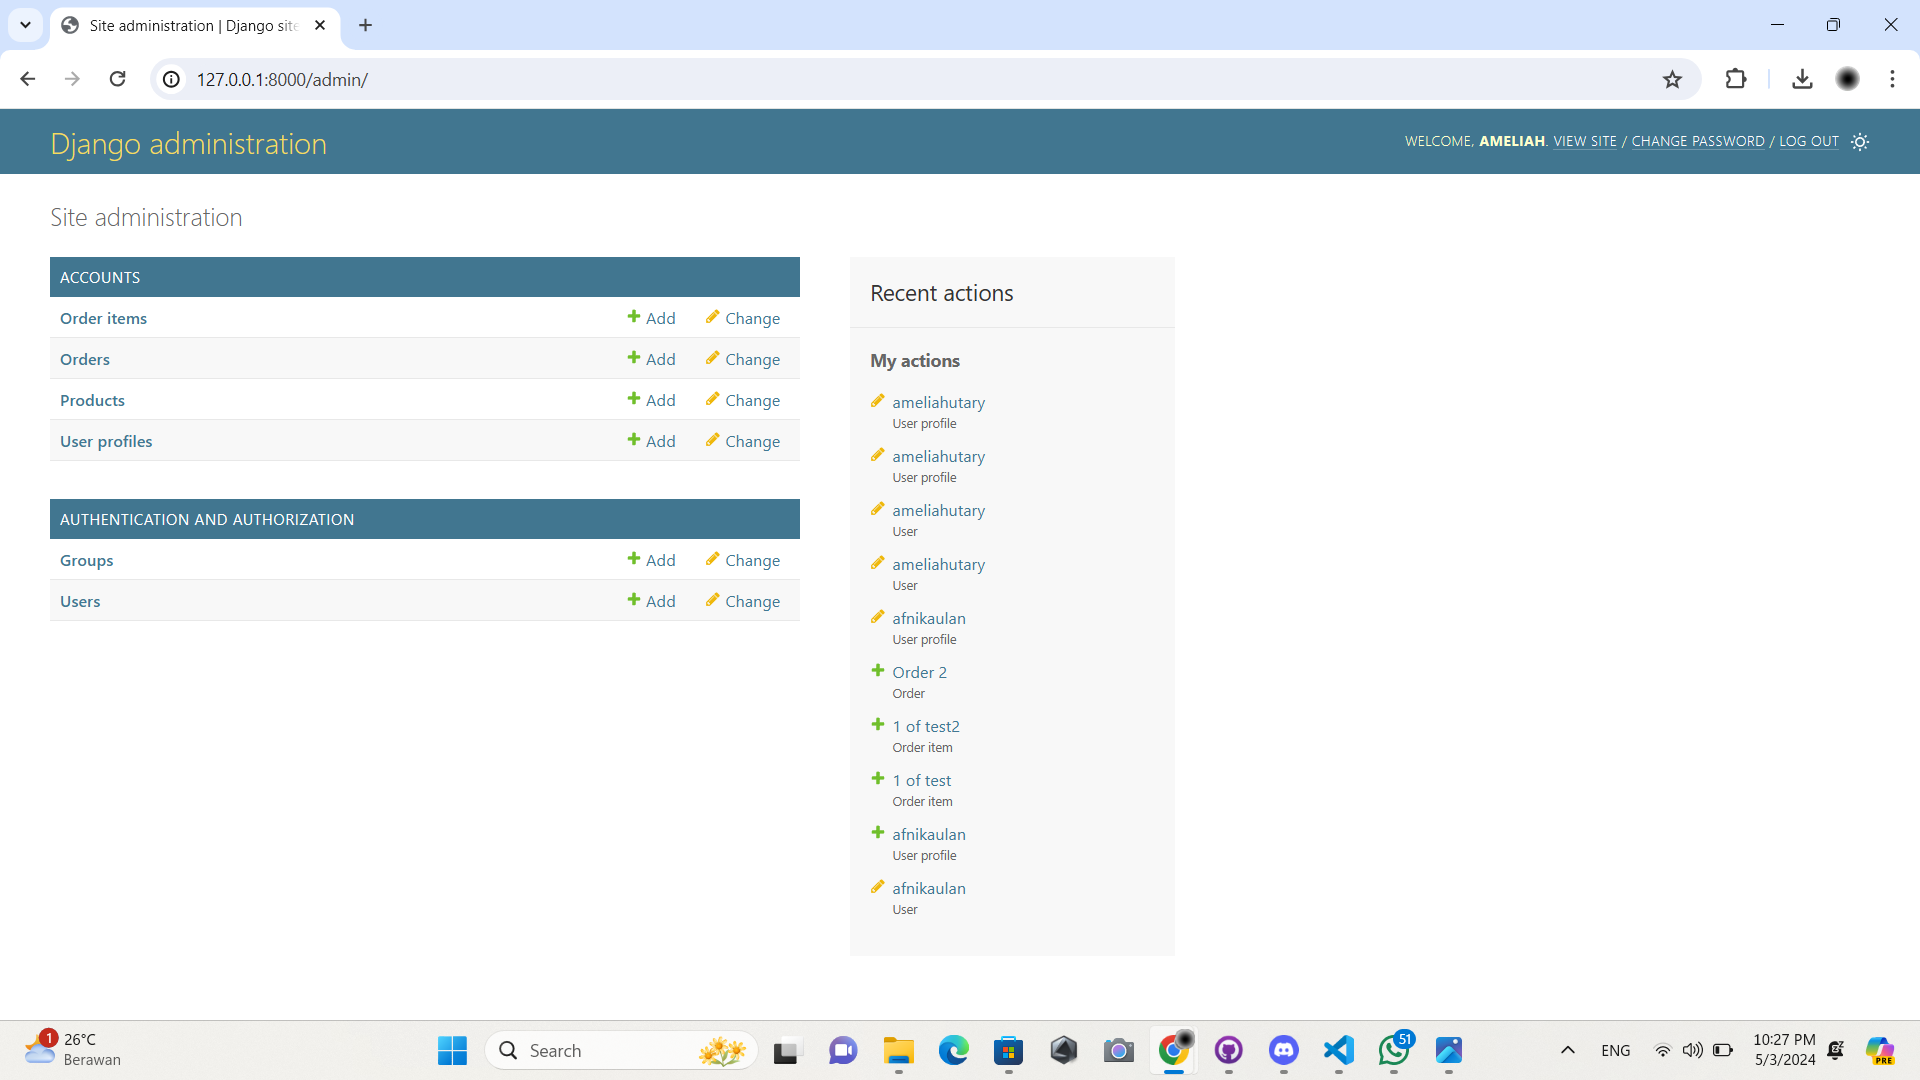 Site administration | Django site
127.0.0.1:8000/admin/
Django administration
WELCOME, AMELIAH. VIEW SITE / CHANGE PASSWORD / LOG OUT
Site administration
ACCOUNTS
Order items Add Change
Orders Add Change
Products Add Change
User profiles Add Change
AUTHENTICATION AND AUTHORIZATION
Groups Add Change
Users Add Change
Recent actions
My actions
ameliahutary
User profile
ameliahutary
User profile
ameliahutary
User
ameliahutary
User
afnikaulan
User profile
Order 2
Order
1 of test2
Order item
1 of test
Order item
afnikaulan
User profile
afnikaulan
User
1
26°C
Berawan
Search
51
ENG
10:27 PM
5/3/2024
PRE